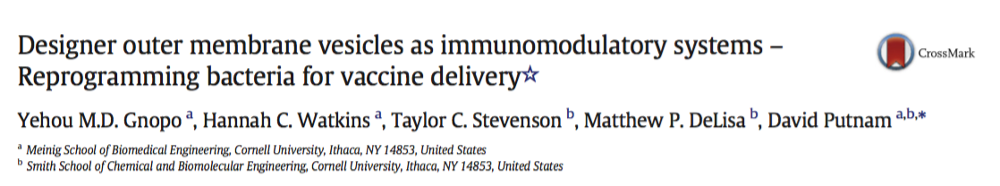 Designer outer membrane vesicles as immunomodulatory systems –
Reprogramming bacteria for vaccine delivery☆
CrossMark
Yehou M.D. Gnopo a, Hannah C. Watkins a, Taylor C. Stevenson b, Matthew P. DeLisa b, David Putnam a,b,*
a Meinig School of Biomedical Engineering, Cornell University, Ithaca, NY 14853, United States
b Smith School of Chemical and Biomolecular Engineering, Cornell University, Ithaca, NY 14853, United States